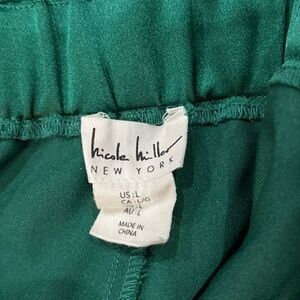 Nicole Miller
NEW YORK
US:L
CA:L/G
AU:L
MADE IN
CHINA